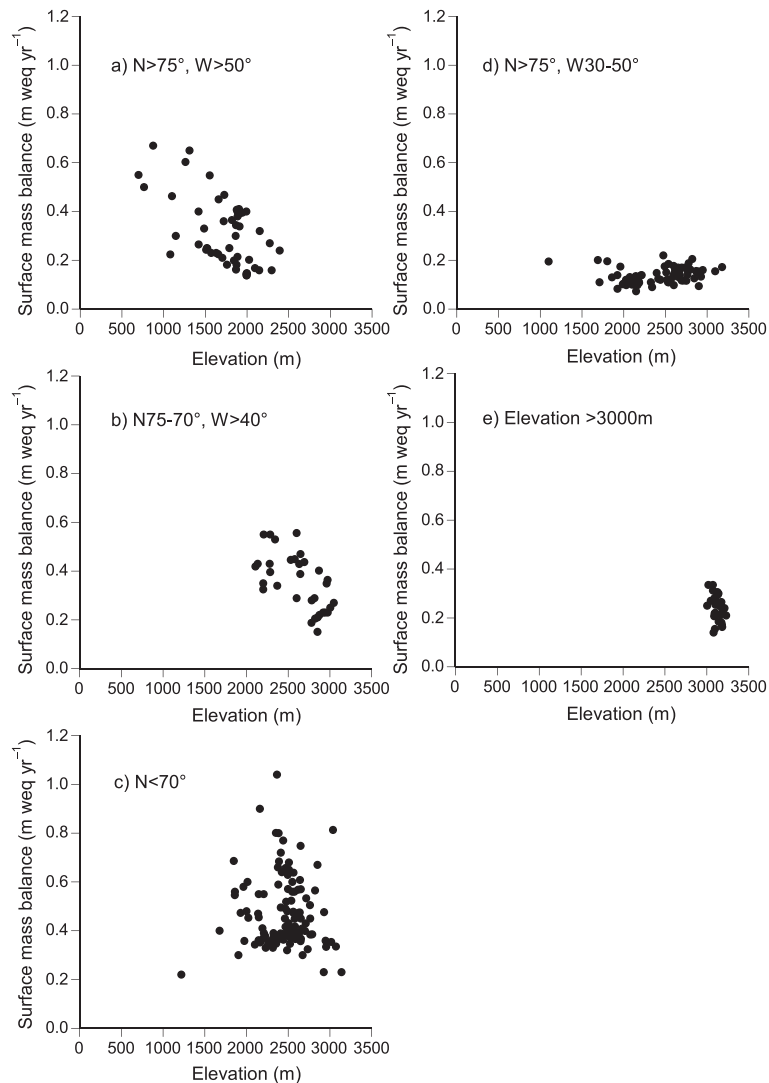 1.2
1.0
0.8
0.6
0.4
0.2
0.0
Surface mass balance (m weq yr⁻¹)
a) N>75°, W>50°
0 500 1000 1500 2000 2500 3000 3500
Elevation (m)
1.2
1.0
0.8
0.6
0.4
0.2
0.0
Surface mass balance (m weq yr⁻¹)
d) N>75°, W30-50°
0 500 1000 1500 2000 2500 3000 3500
Elevation (m)
1.2
1.0
0.8
0.6
0.4
0.2
0.0
Surface mass balance (m weq yr⁻¹)
b) N75-70°, W>40°
0 500 1000 1500 2000 2500 3000 3500
Elevation (m)
1.2
1.0
0.8
0.6
0.4
0.2
0.0
Surface mass balance (m weq yr⁻¹)
e) Elevation >3000m
0 500 1000 1500 2000 2500 3000 3500
Elevation (m)
1.2
1.0
0.8
0.6
0.4
0.2
0.0
Surface mass balance (m weq yr⁻¹)
c) N<70°
0 500 1000 1500 2000 2500 3000 3500
Elevation (m)